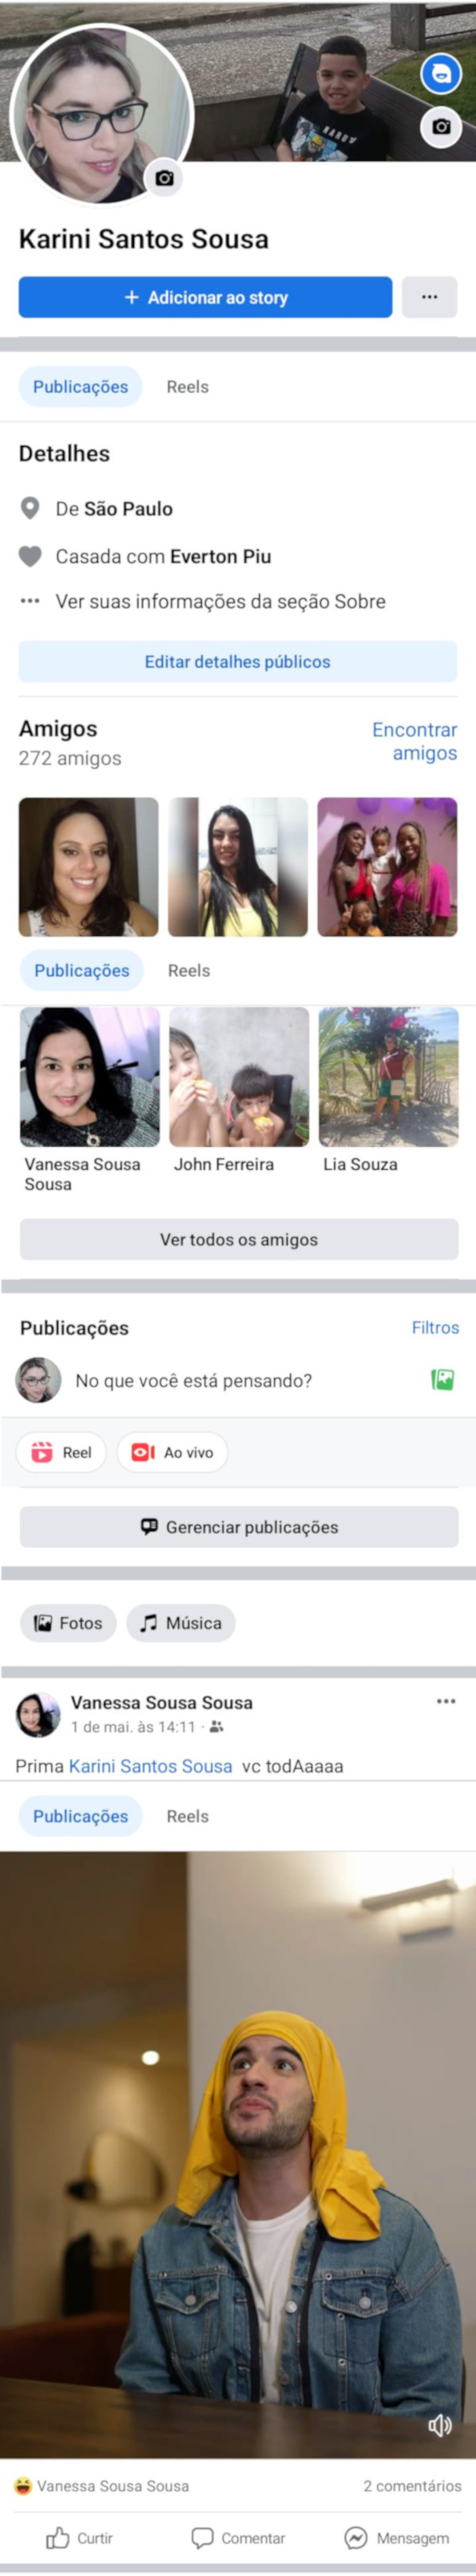 Karini Santos Sousa
+ Adicionar ao story
Publicações Reels
Detalhes
De São Paulo
Casada com Everton Piu
Ver suas informações da seção Sobre
Editar detalhes públicos
Amigos
272 amigos
Encontrar
amigos
Publicações Reels
Vanessa Sousa
Sousa
John Ferreira
Lia Souza
Ver todos os amigos
Publicações
Filtros
No que você está pensando?
Reel
Ao vivo
Gerenciar publicações
Fotos
Música
Vanessa Sousa Sousa
1 de mai. às 14:11 ·
Prima Karini Santos Sousa vc todAaaaa
Publicações Reels
Vanessa Sousa Sousa
2 comentários
Curtir
Comentar
Mensagem